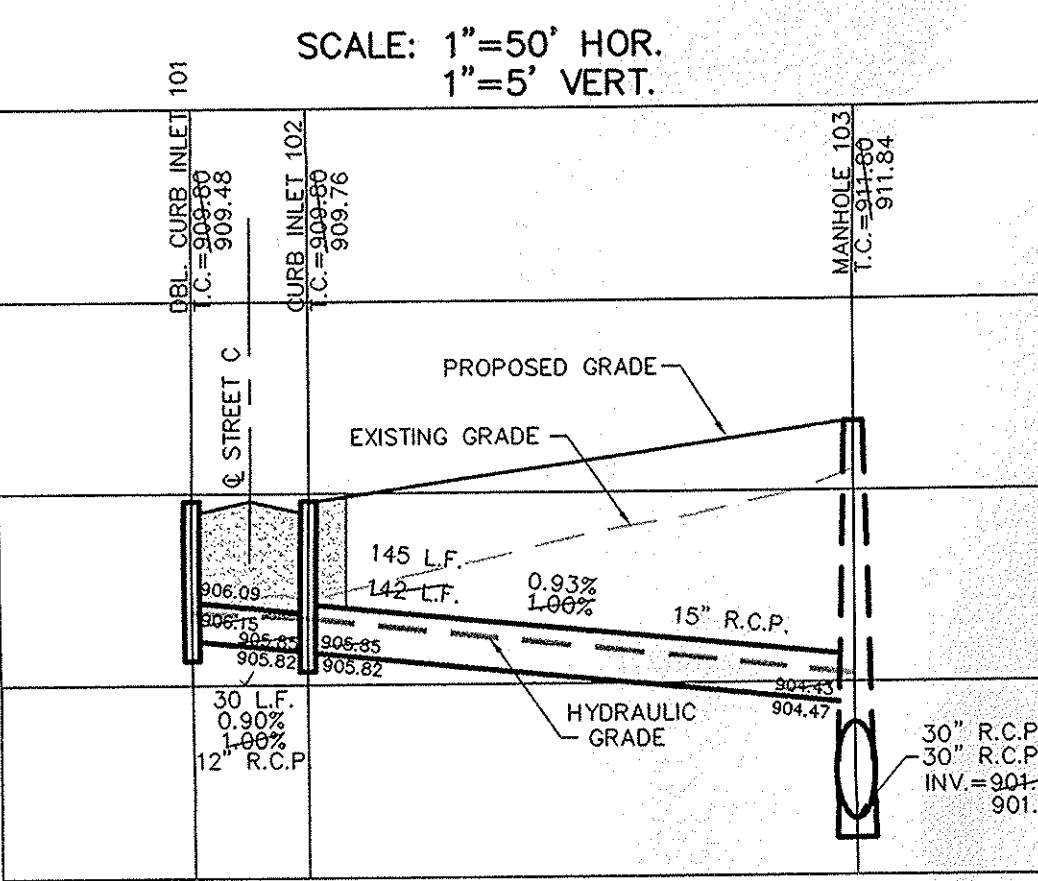 SCALE: 1"=50' HOR.
1"=5' VERT.
DBL. CURB INLET 101
T.C.=909.80
909.48
℄ STREET C
CURB INLET 102
T.C.=909.80
909.76
MANHOLE 103
T.C.=911.80
911.84
PROPOSED GRADE
EXISTING GRADE
145 L.F.
142 L.F.
0.93%
1.00%
15" R.C.P.
906.09
906.15
905.85
905.82
905.85
905.82
904.43
904.47
30 L.F.
0.90%
1.00%
12" R.C.P
HYDRAULIC
GRADE
30" R.C.P
30" R.C.P
INV.=901.
901.